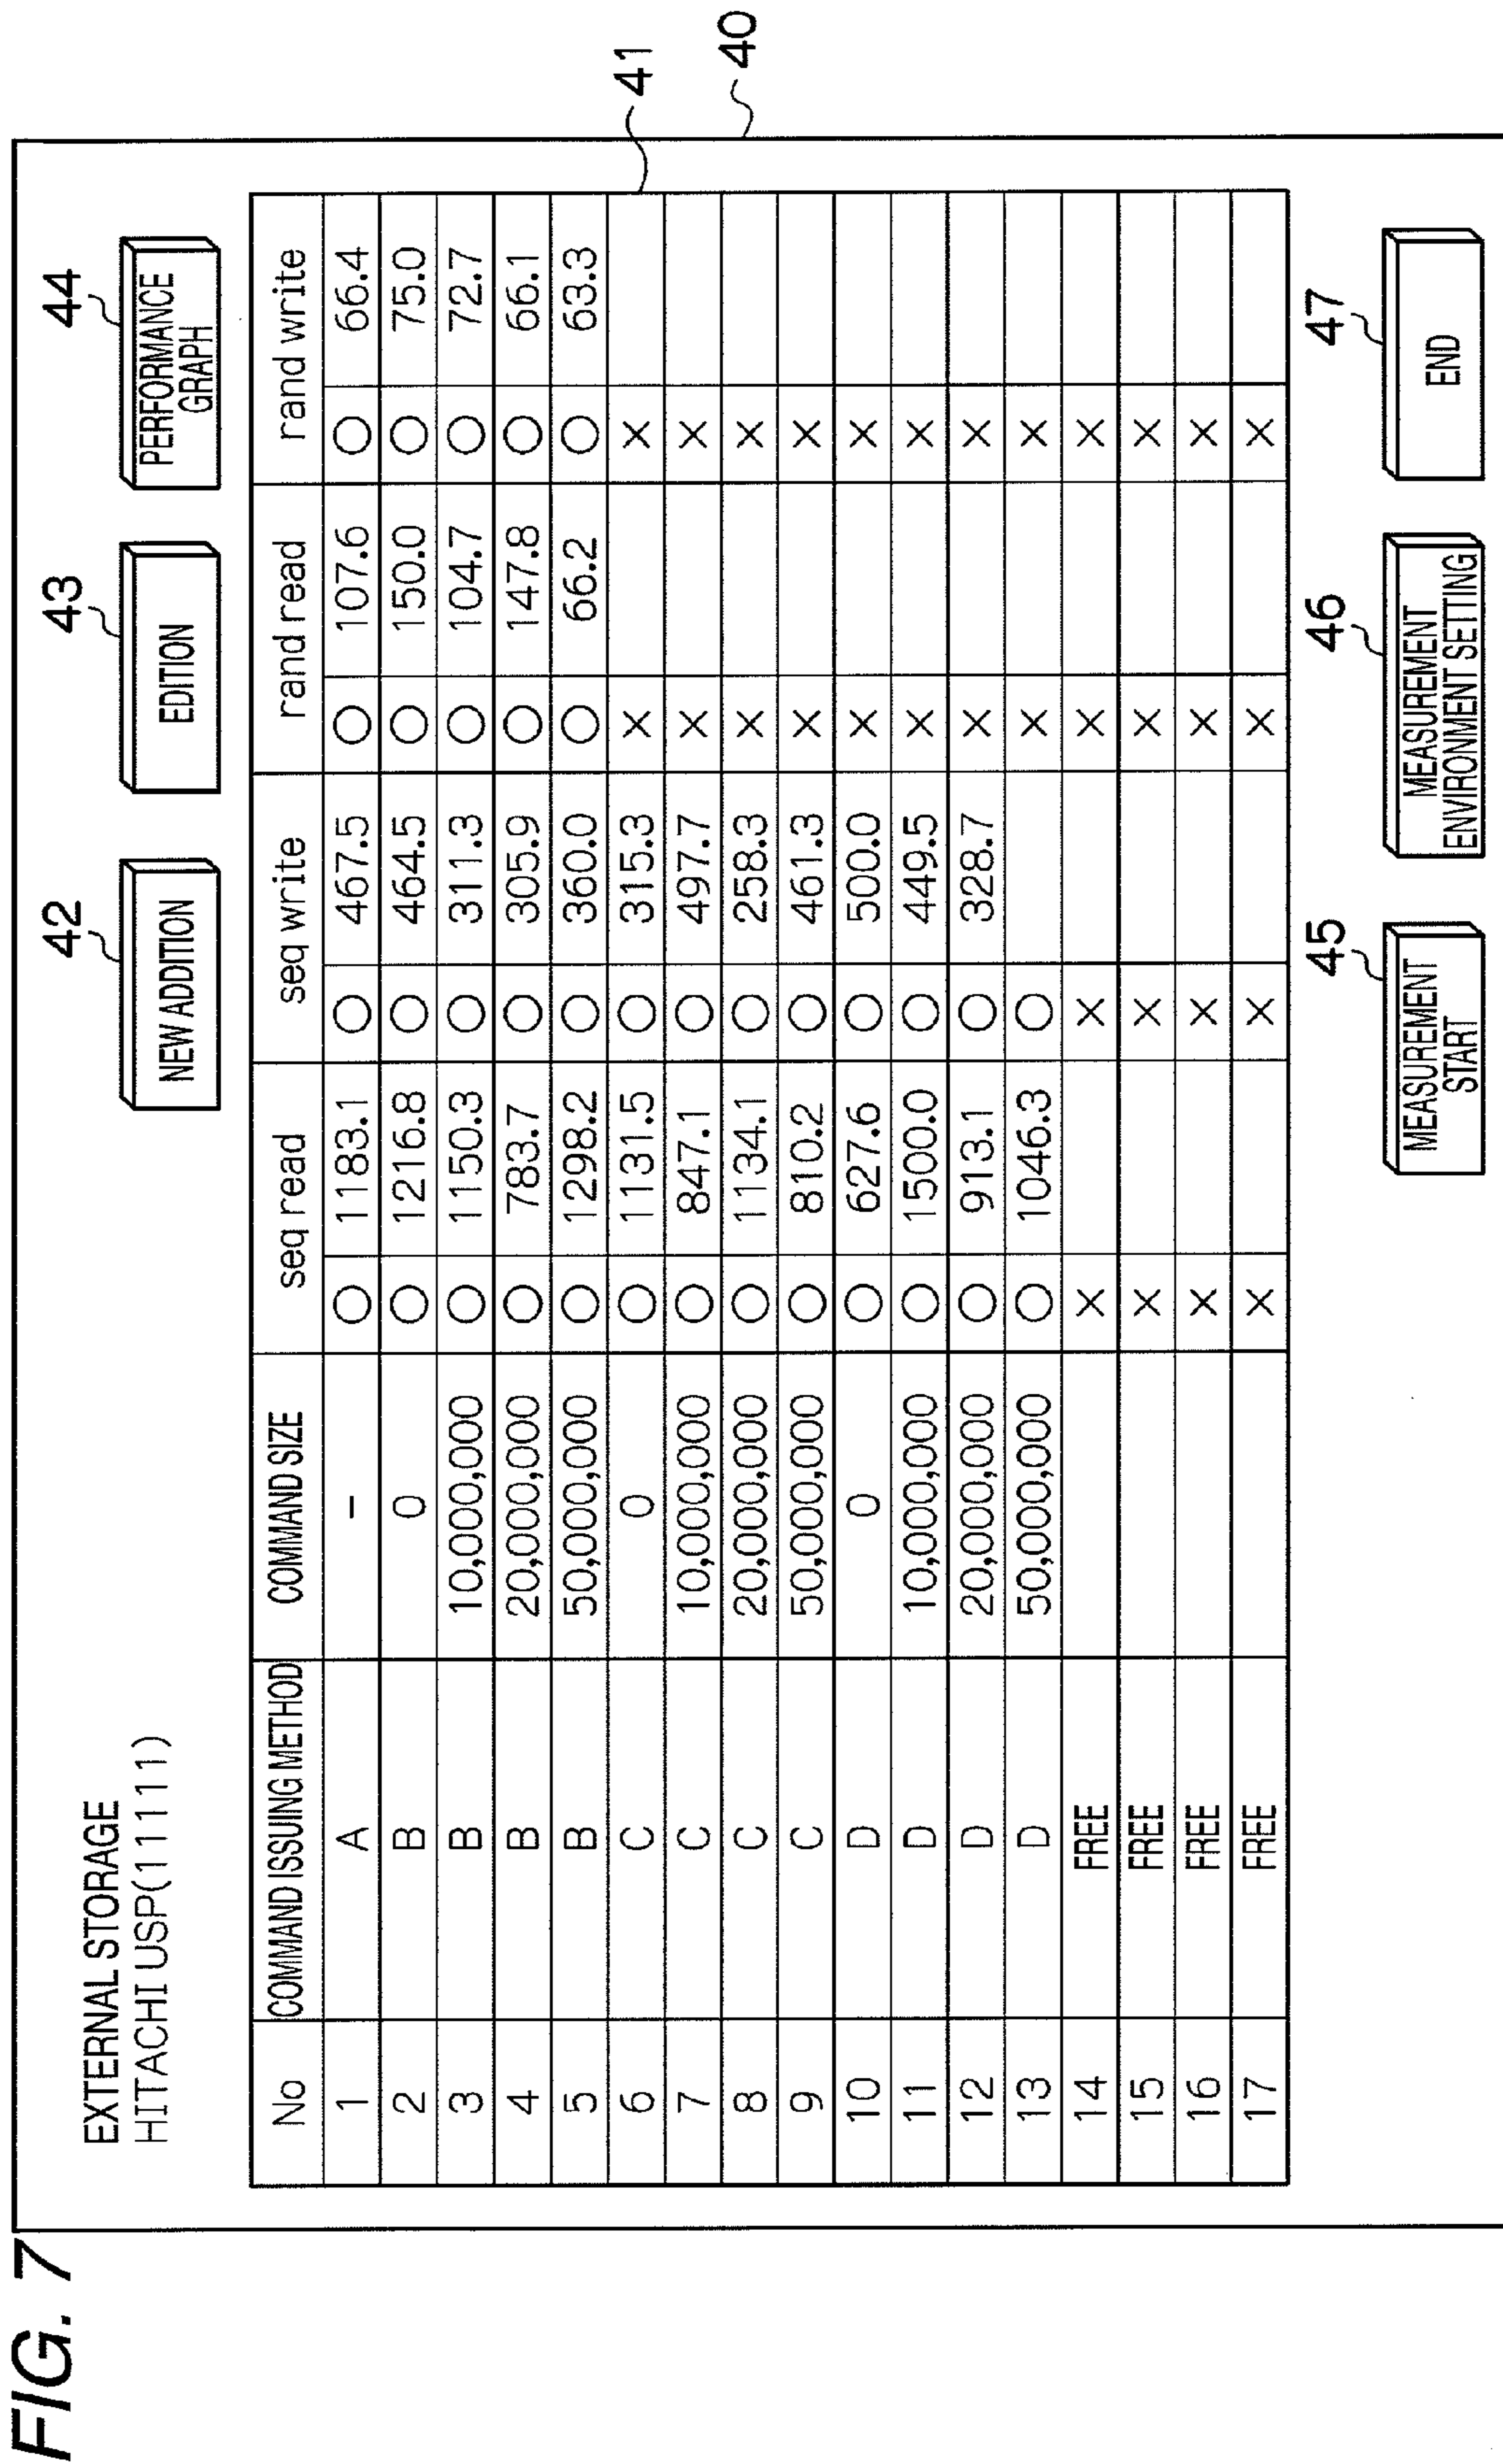 FIG. 7
EXTERNAL STORAGE
HITACHI USP(11111)
42
43
44
NEW ADDITION
EDITION
PERFORMANCE
GRAPH
No COMMAND ISSUING METHOD COMMAND SIZE seq read seq write rand read rand write
1 A – ○ 1183.1 ○ 467.5 ○ 107.6 ○ 66.4
2 B 0 ○ 1216.8 ○ 464.5 ○ 150.0 ○ 75.0
3 B 10,000,000 ○ 1150.3 ○ 311.3 ○ 104.7 ○ 72.7
4 B 20,000,000 ○ 783.7 ○ 305.9 ○ 147.8 ○ 66.1
5 B 50,000,000 ○ 1298.2 ○ 360.0 ○ 66.2 ○ 63.3
6 C 0 ○ 1131.5 ○ 315.3 × ×
7 C 10,000,000 ○ 847.1 ○ 497.7 × ×
8 C 20,000,000 ○ 1134.1 ○ 258.3 × ×
9 C 50,000,000 ○ 810.2 ○ 461.3 × ×
10 D 0 ○ 627.6 ○ 500.0 × ×
11 D 10,000,000 ○ 1500.0 ○ 449.5 × ×
12 D 20,000,000 ○ 913.1 ○ 328.7 × ×
13 D 50,000,000 ○ 1046.3 ○ × ×
14 FREE × × × ×
15 FREE × × × ×
16 FREE × × × ×
17 FREE × × × ×
41
40
45
46
47
MEASUREMENT
START
MEASUREMENT
ENVIRONMENT SETTING
END